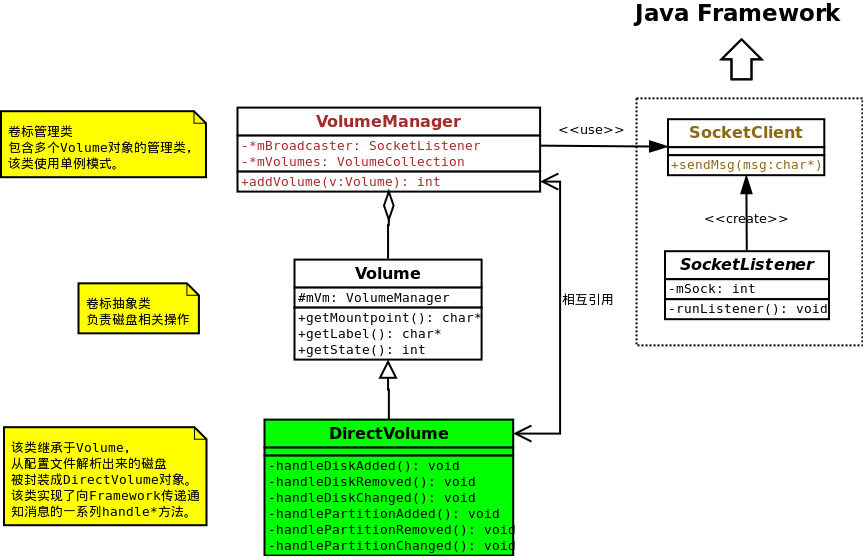 Java Framework
卷标管理类
包含多个Volume对象的管理类，
该类使用单例模式。
VolumeManager
-*mBroadcaster: SocketListener
-*mVolumes: VolumeCollection
+addVolume(v:Volume): int
<<use>>
SocketClient
+sendMsg(msg:char*)
<<create>>
SocketListener
-mSock: int
-runListener(): void
卷标抽象类
负责磁盘相关操作
Volume
#mVm: VolumeManager
+getMountpoint(): char*
+getLabel(): char*
+getState(): int
相互引用
该类继承于Volume，
从配置文件解析出来的磁盘
被封装成DirectVolume对象。
该类实现了向Framework传递通
知消息的一系列handle*方法。
DirectVolume
-handleDiskAdded(): void
-handleDiskRemoved(): void
-handleDiskChanged(): void
-handlePartitionAdded(): void
-handlePartitionRemoved(): void
-handlePartitionChanged(): void